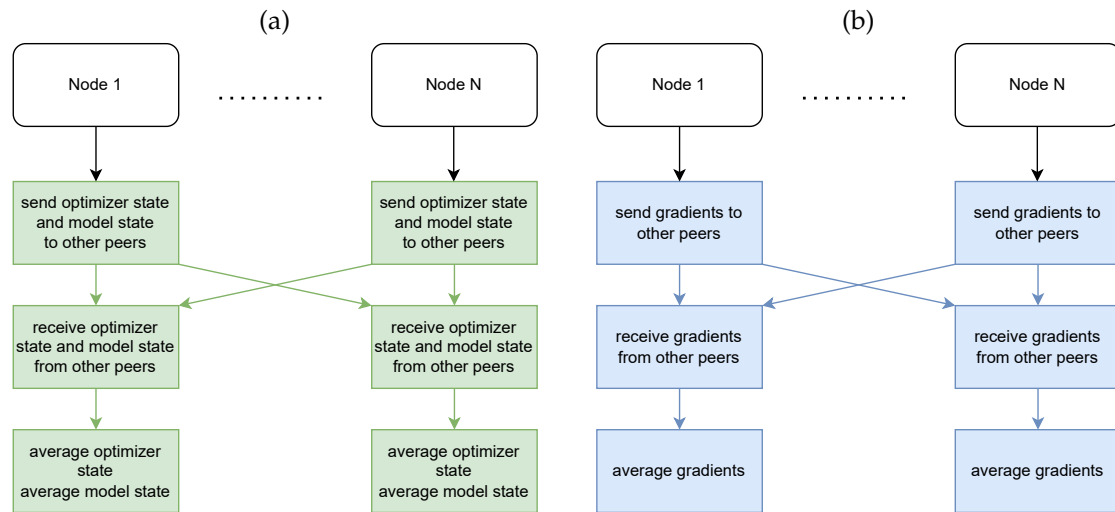 (a)
Node 1
..........
Node N
send optimizer state
and model state
to other peers
send optimizer state
and model state
to other peers
receive optimizer
state and model state
from other peers
receive optimizer
state and model state
from other peers
average optimizer
state
average model state
average optimizer
state
average model state
(b)
Node 1
..........
Node N
send gradients to
other peers
send gradients to
other peers
receive gradients
from other peers
receive gradients
from other peers
average gradients
average gradients